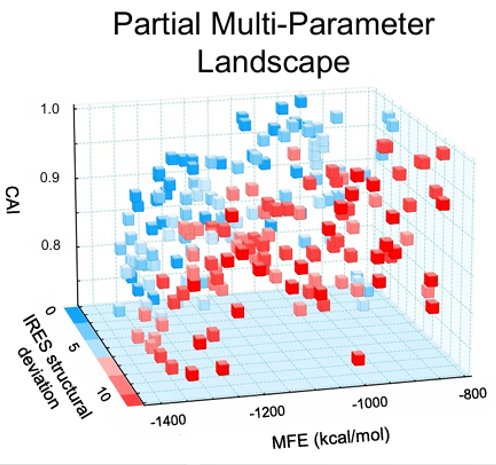 Partial Multi-Parameter
Landscape
1.0
0.9
0.8
CAI
0
5
10
IRES structural
deviation
-1400
-1200
-1000
-800
MFE (kcal/mol)